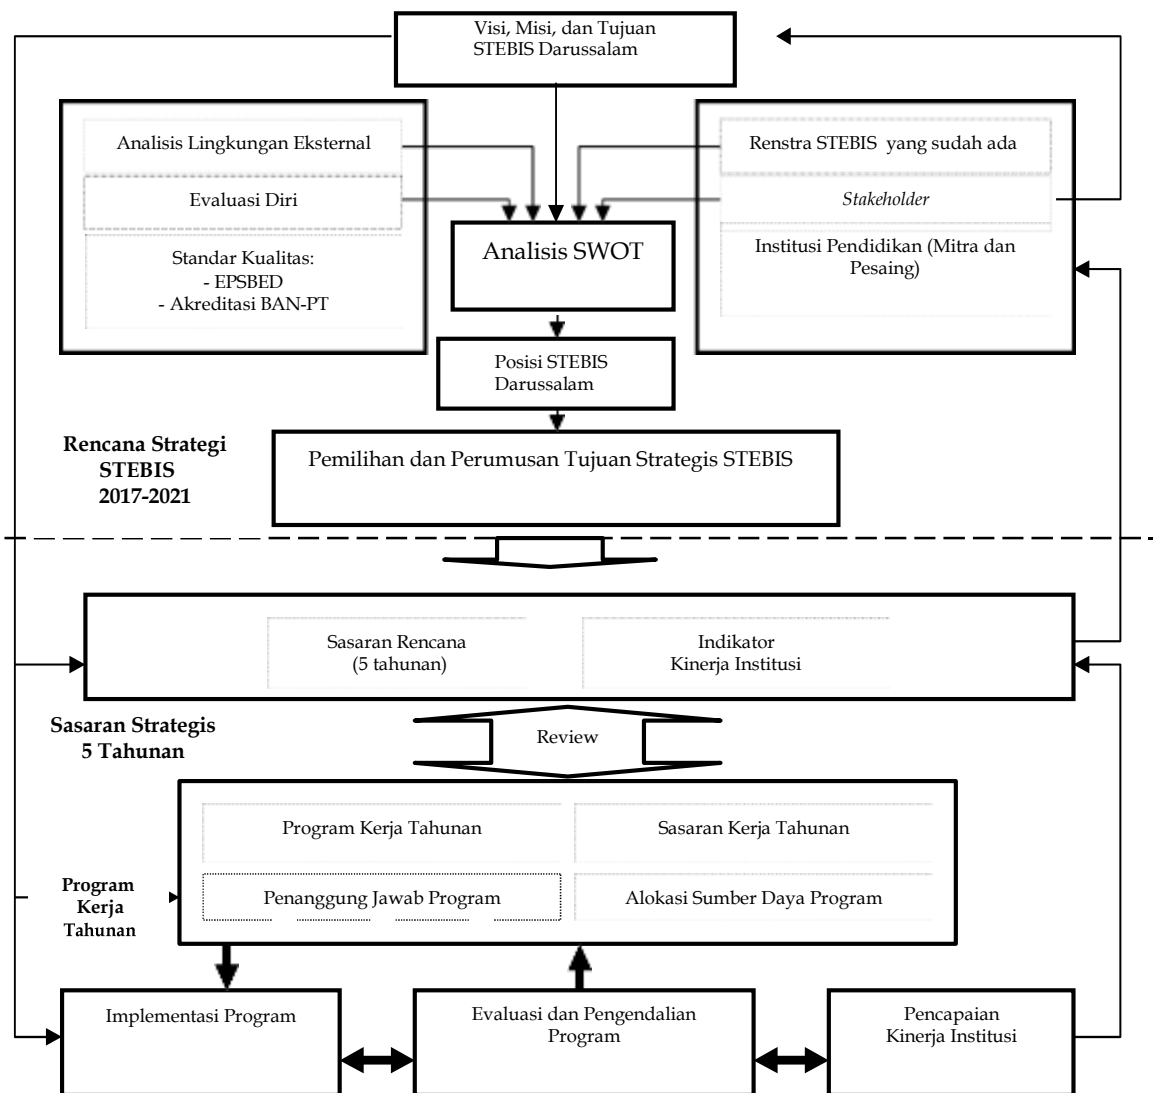 Visi, Misi, dan Tujuan
STEBIS Darussalam
Analisis Lingkungan Eksternal
Evaluasi Diri
Standar Kualitas:
- EPSBED
- Akreditasi BAN-PT
Renstra STEBIS yang sudah ada
Stakeholder
Institusi Pendidikan (Mitra dan
Pesaing)
Analisis SWOT
Posisi STEBIS
Darussalam
Rencana Strategi
STEBIS
2017-2021
Pemilihan dan Perumusan Tujuan Strategis STEBIS
Sasaran Rencana
(5 tahunan)
Indikator
Kinerja Institusi
Sasaran Strategis
5 Tahunan
Review
Program Kerja Tahunan
Sasaran Kerja Tahunan
Penanggung Jawab Program
Alokasi Sumber Daya Program
Program
Kerja
Tahunan
Implementasi Program
Evaluasi dan Pengendalian
Program
Pencapaian
Kinerja Institusi